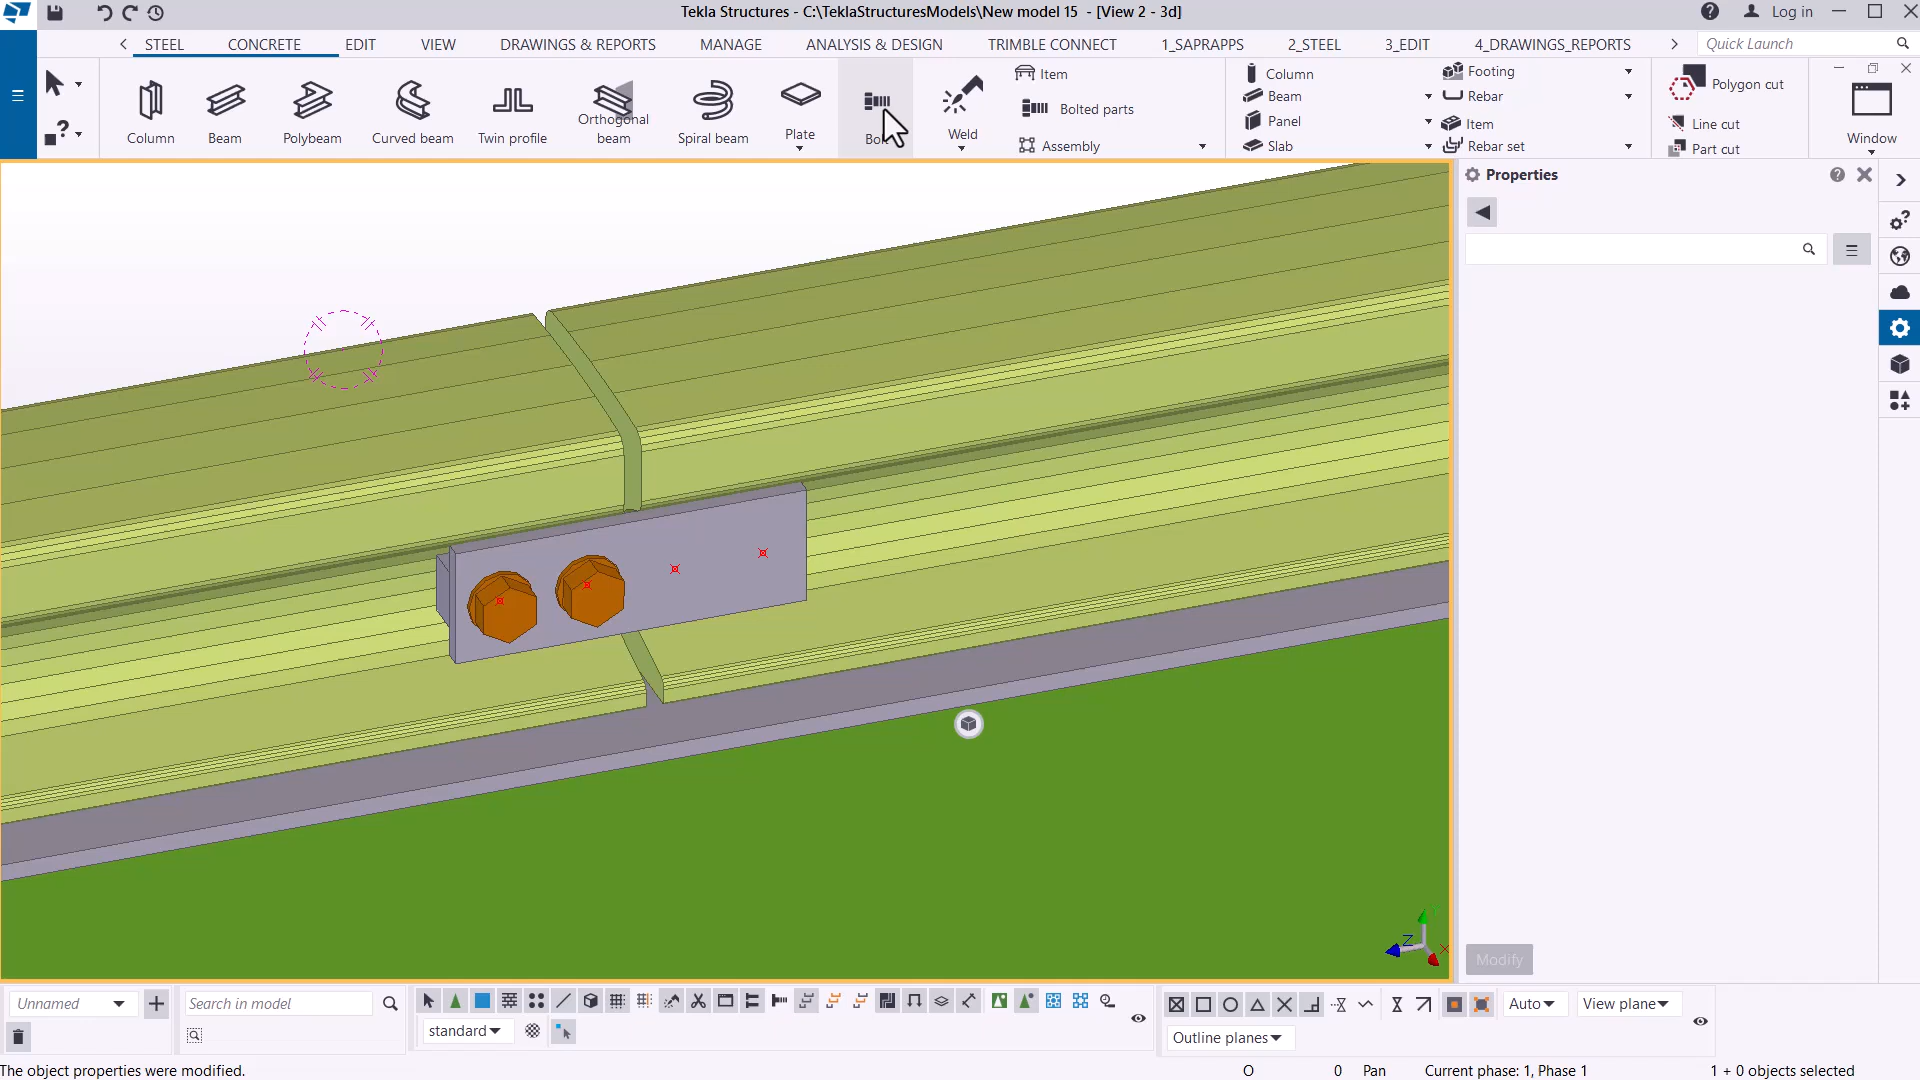 Tekla Structures - C:\TeklaStructuresModels\New model 15 - [View 2 - 3d]
Log in
STEEL CONCRETE EDIT VIEW DRAWINGS & REPORTS MANAGE ANALYSIS & DESIGN TRIMBLE CONNECT 1_SAPRAPPS 2_STEEL 3_EDIT 4_DRAWINGS_REPORTS Quick Launch
Column
Beam
Polybeam
Curved beam
Twin profile
Orthogonal beam
Spiral beam
Plate
Weld
Item
Bolted parts
Assembly
Column
Beam
Panel
Slab
Footing
Rebar
Item
Rebar set
Polygon cut
Line cut
Part cut
Window
Properties
Z
X
Modify
Unnamed
Search in model
standard
Auto
View plane
Outline planes
The object properties were modified.
O 0 Pan Current phase: 1, Phase 1 1 + 0 objects selected